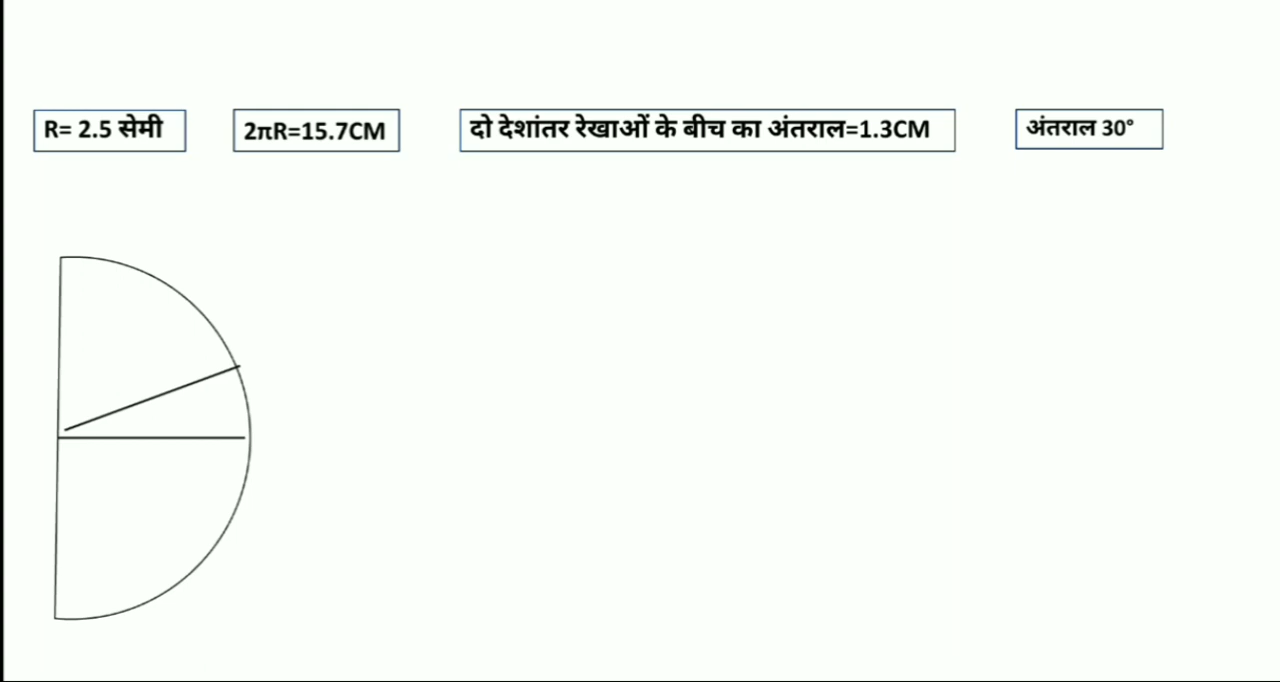 R= 2.5 सेमी
2πR=15.7CM
दो देशांतर रेखाओं के बीच का अंतराल=1.3CM
अंतराल 30°